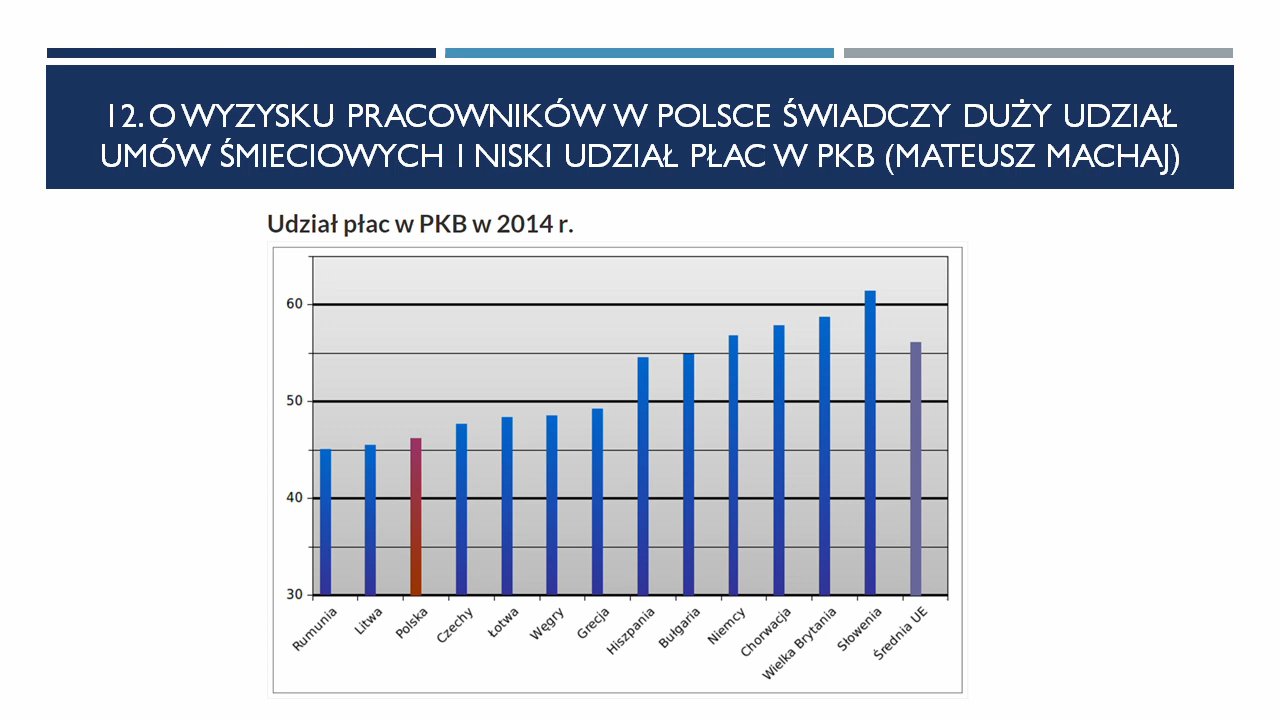 12. O WYZYSKU PRACOWNIKÓW W POLSCE ŚWIADCZY DUŻY UDZIAŁ
UMÓW ŚMIECIOWYCH I NISKI UDZIAŁ PŁAC W PKB (MATEUSZ MACHAJ)
Udział płac w PKB w 2014 r.
60
50
40
30
Rumunia
Litwa
Polska
Czechy
Łotwa
Węgry
Grecja
Hiszpania
Bułgaria
Niemcy
Chorwacja
Wielka Brytania
Słowenia
Średnia UE